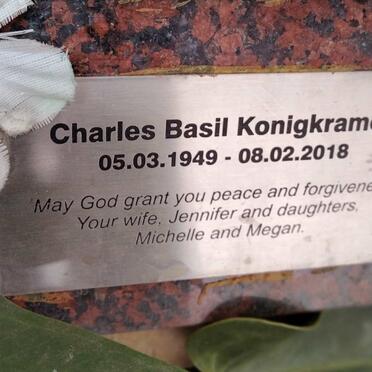 Charles Basil Konigkrame
05.03.1949 - 08.02.2018
May God grant you peace and forgivene
Your wife, Jennifer and daughters,
Michelle and Megan.